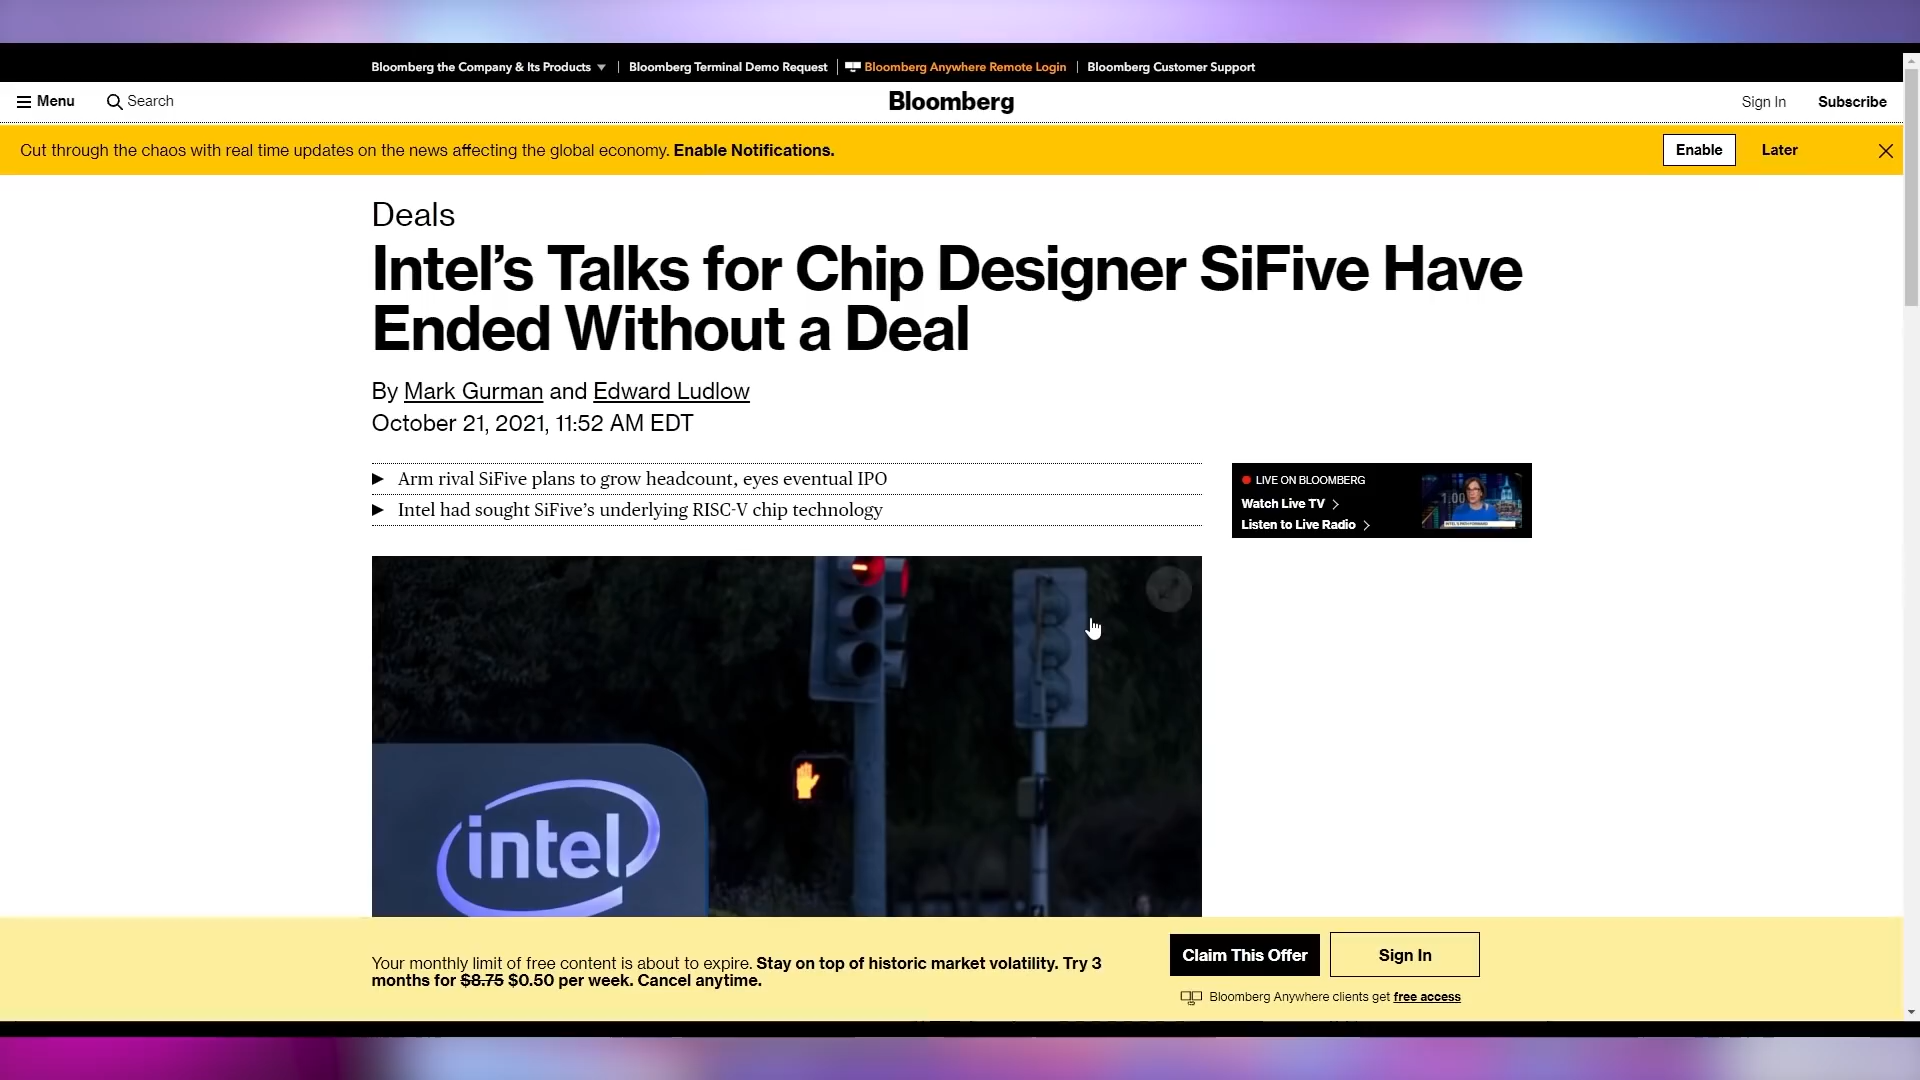 Bloomberg the Company & Its Products
Bloomberg Terminal Demo Request
Bloomberg Anywhere Remote Login
Bloomberg Customer Support
Menu
Search
Bloomberg
Sign In
Subscribe
Cut through the chaos with real time updates on the news affecting the global economy. Enable Notifications.
Enable
Later
Deals
Intel’s Talks for Chip Designer SiFive Have
Ended Without a Deal
By Mark Gurman and Edward Ludlow
October 21, 2021, 11:52 AM EDT
Arm rival SiFive plans to grow headcount, eyes eventual IPO
Intel had sought SiFive’s underlying RISC-V chip technology
LIVE ON BLOOMBERG
Watch Live TV
Listen to Live Radio
1.00
intel
Your monthly limit of free content is about to expire. Stay on top of historic market volatility. Try 3
months for $8.75 $0.50 per week. Cancel anytime.
Claim This Offer
Sign In
Bloomberg Anywhere clients get free access